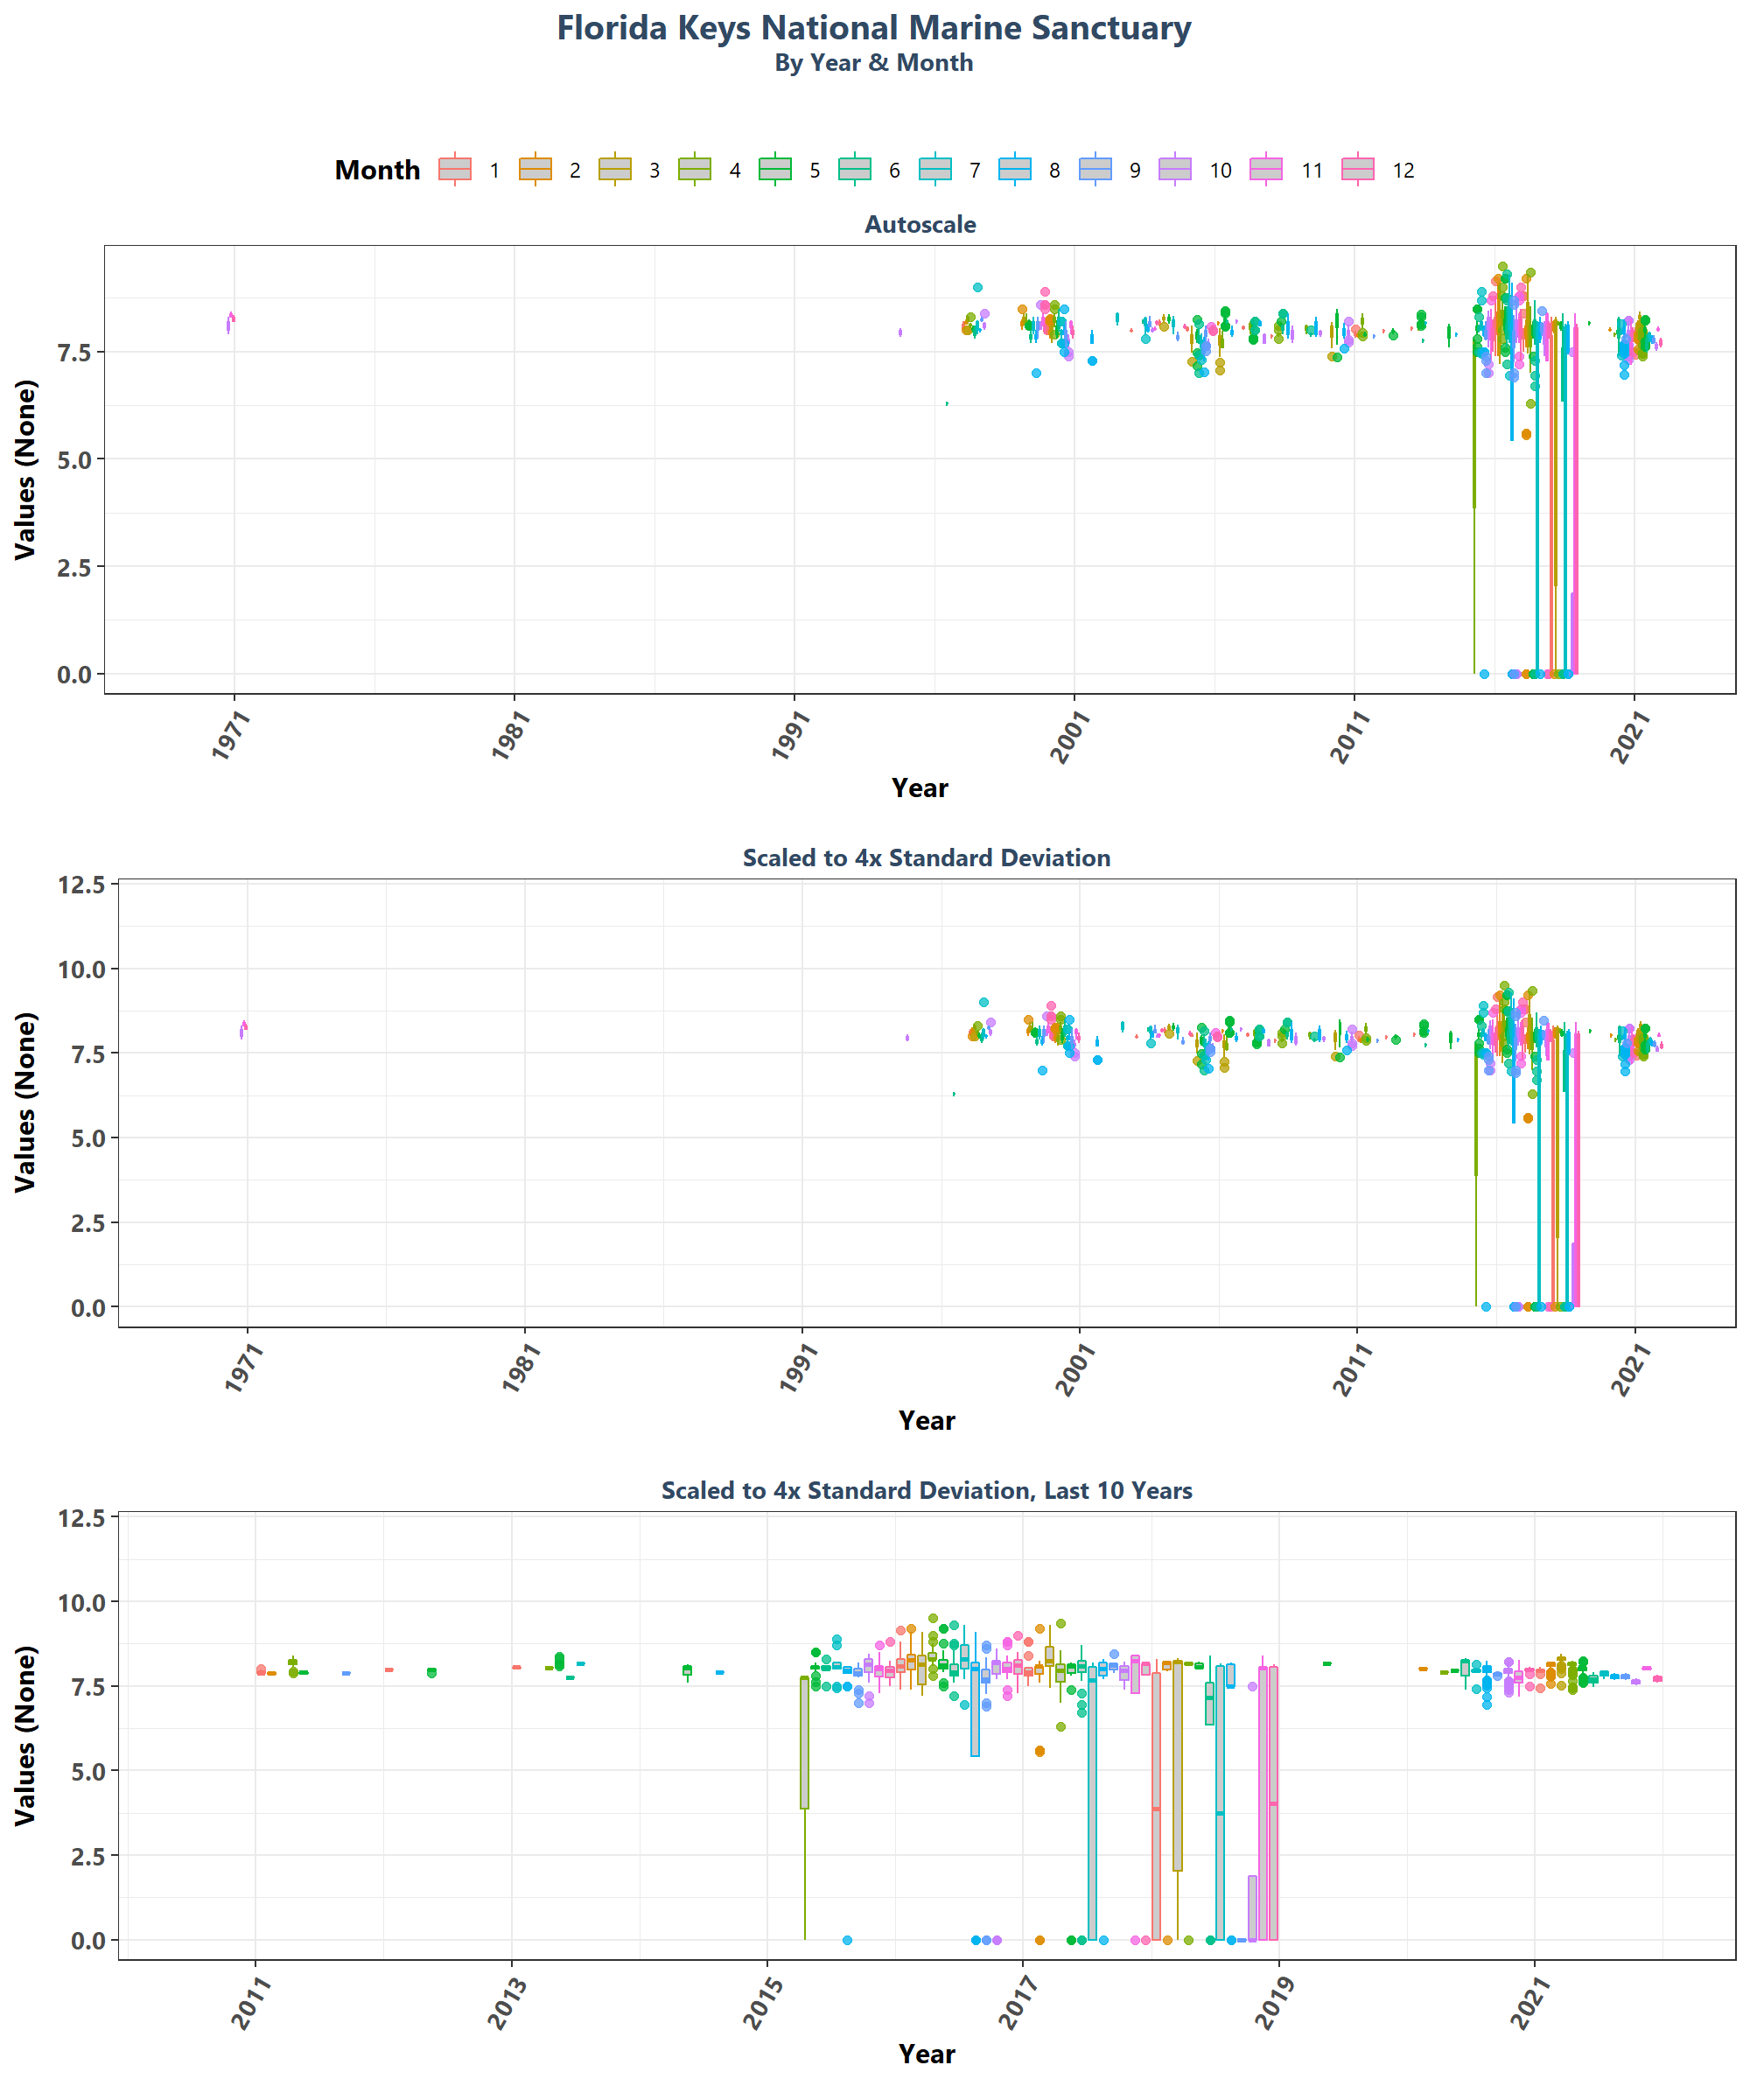 Florida Keys National Marine Sanctuary
By Year & Month
Month 1 2 3 4 5 6 7 8 9 10 11 12
Autoscale
Values (None)
7.5
5.0
2.5
0.0
1971 1981 1991 2001 2011 2021
Year
Scaled to 4x Standard Deviation
Values (None)
12.5
10.0
7.5
5.0
2.5
0.0
1971 1981 1991 2001 2011 2021
Year
Scaled to 4x Standard Deviation, Last 10 Years
Values (None)
12.5
10.0
7.5
5.0
2.5
0.0
2011 2013 2015 2017 2019 2021
Year